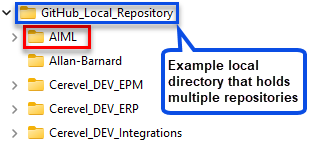 GitHub_Local_Repository
AIML
Allan-Barnard
Cerevel_DEV_EPM
Cerevel_DEV_ERP
Cerevel_DEV_Integrations
Example local
directory that holds
multiple repositories